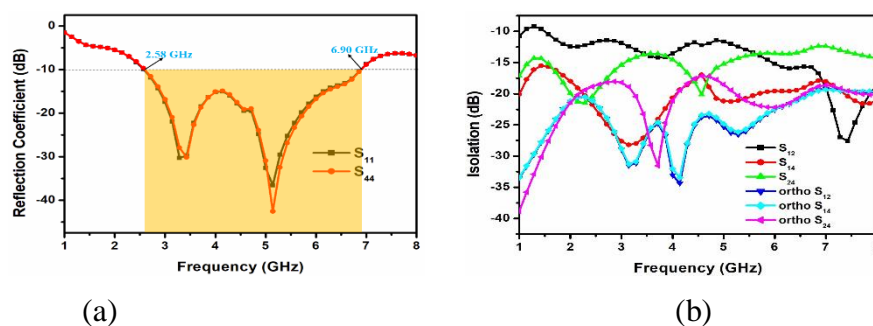 2.58 GHz
6.90 GHz
Reflection Coefficient (dB)
0
-10
-20
-30
-40
-50
S11
S44
1 2 3 4 5 6 7 8
Frequency (GHz)
(a)
Isolation (dB)
-10
-15
-20
-25
-30
-35
-40
S12
S14
S24
ortho S12
ortho S14
ortho S24
1 2 3 4 5 6 7
Frequency (GHz)
(b)